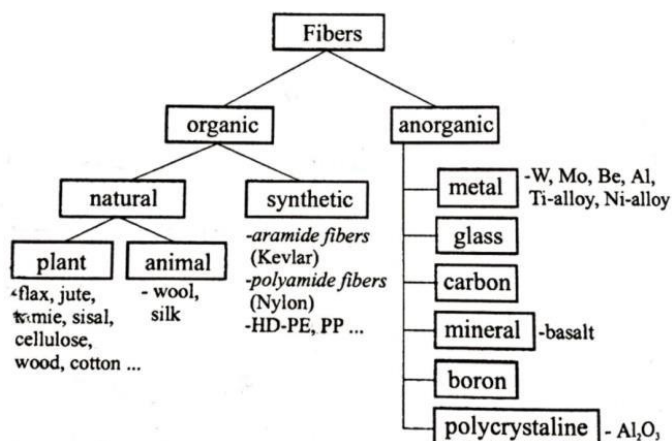 Fibers
organic
anorganic
natural
synthetic
plant
animal
-flax, jute,
sisal,
cellulose,
wood, cotton ...
- wool,
silk
-aramide fibers
(Kevlar)
-polyamide fibers
(Nylon)
-HD-PE, PP ...
metal
-W, Mo, Be, Al,
Ti-alloy, Ni-alloy
glass
carbon
mineral
-basalt
boron
polycrystaline
- Al₂O₃